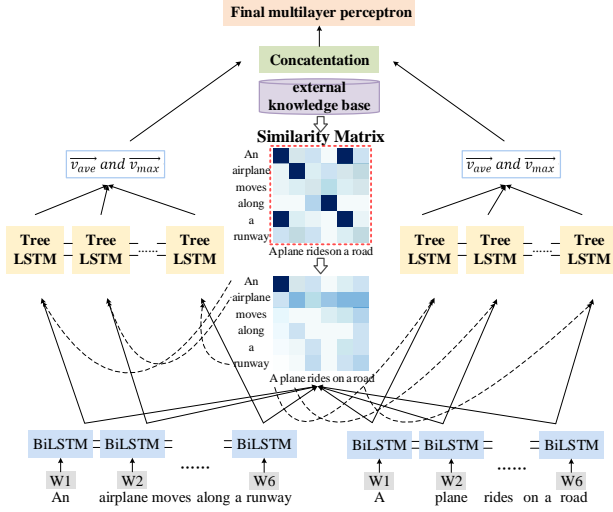 Final multilayer perceptron
Concatentation
external
knowledge base
Similarity Matrix
An
airplane
moves
along
a
runway
A plane rides on a road
v_ave and v_max
v_ave and v_max
Tree LSTM
Tree LSTM
......
Tree LSTM
Tree LSTM
Tree LSTM
......
Tree LSTM
An
airplane
moves
along
a
runway
A plane rides on a road
BiLSTM
BiLSTM
BiLSTM
BiLSTM
BiLSTM
BiLSTM
W1
W2
......
W6
W1
W2
......
W6
An airplane moves along a runway
A plane rides on a road